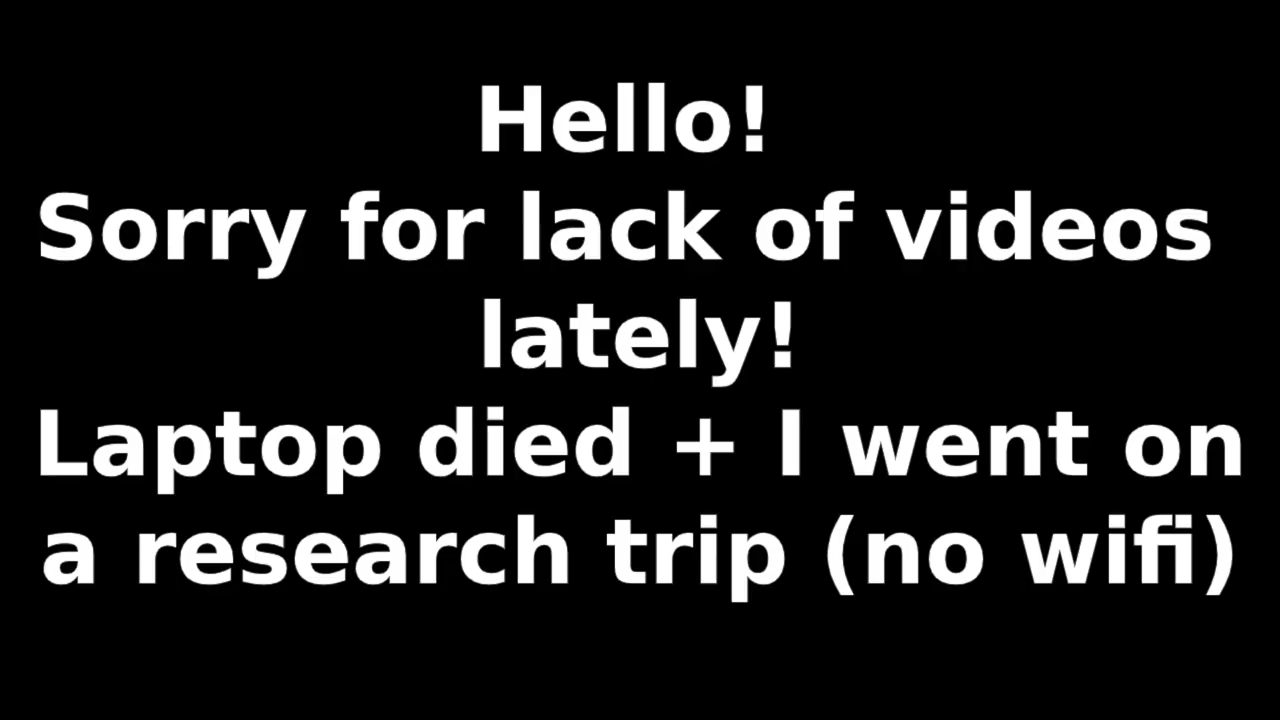 Hello!
Sorry for lack of videos
lately!
Laptop died + I went on
a research trip (no wifi)